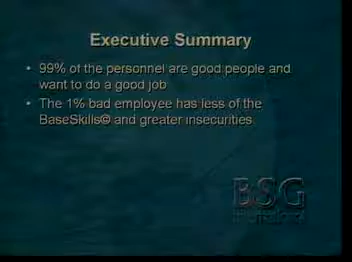 Executive Summary
• 99% of the personnel are good people and
want to do a good job
• The 1% bad employee has less of the
BaseSkills© and greater insecurities
BSG